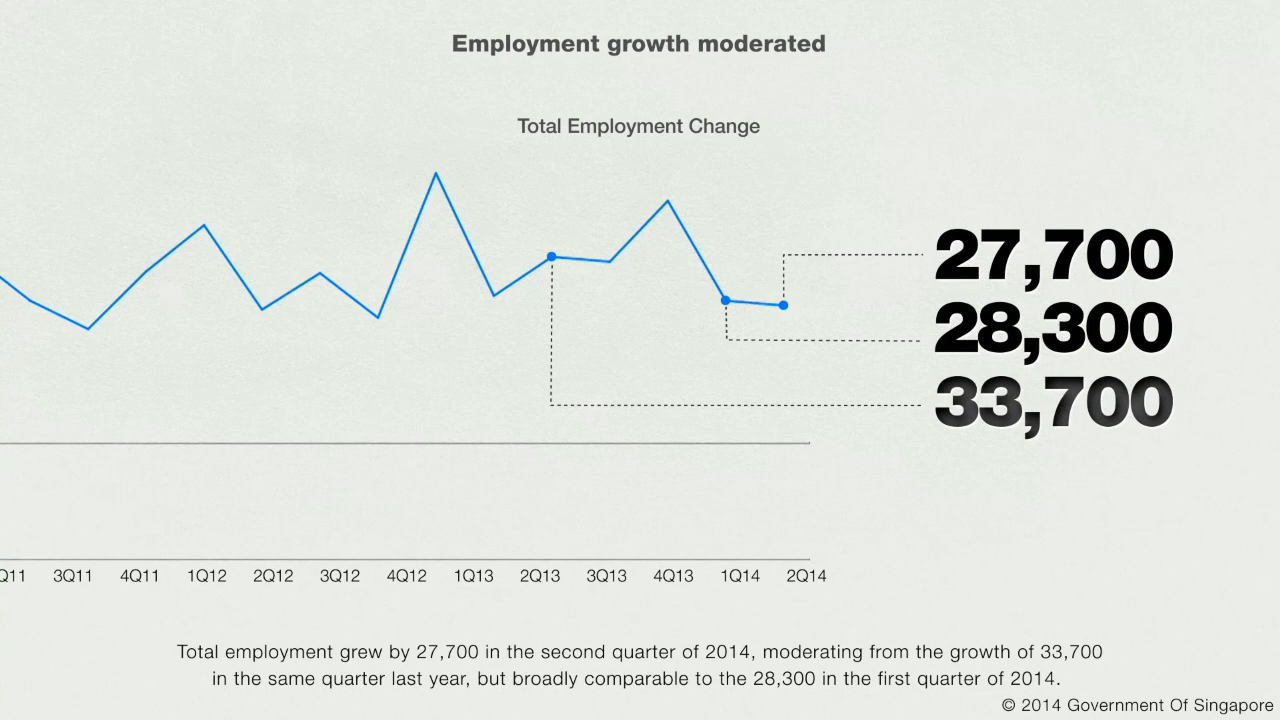 Employment growth moderated
Total Employment Change
27,700
28,300
33,700
Q11 3Q11 4Q11 1Q12 2Q12 3Q12 4Q12 1Q13 2Q13 3Q13 4Q13 1Q14 2Q14
Total employment grew by 27,700 in the second quarter of 2014, moderating from the growth of 33,700
in the same quarter last year, but broadly comparable to the 28,300 in the first quarter of 2014.
© 2014 Government Of Singapore